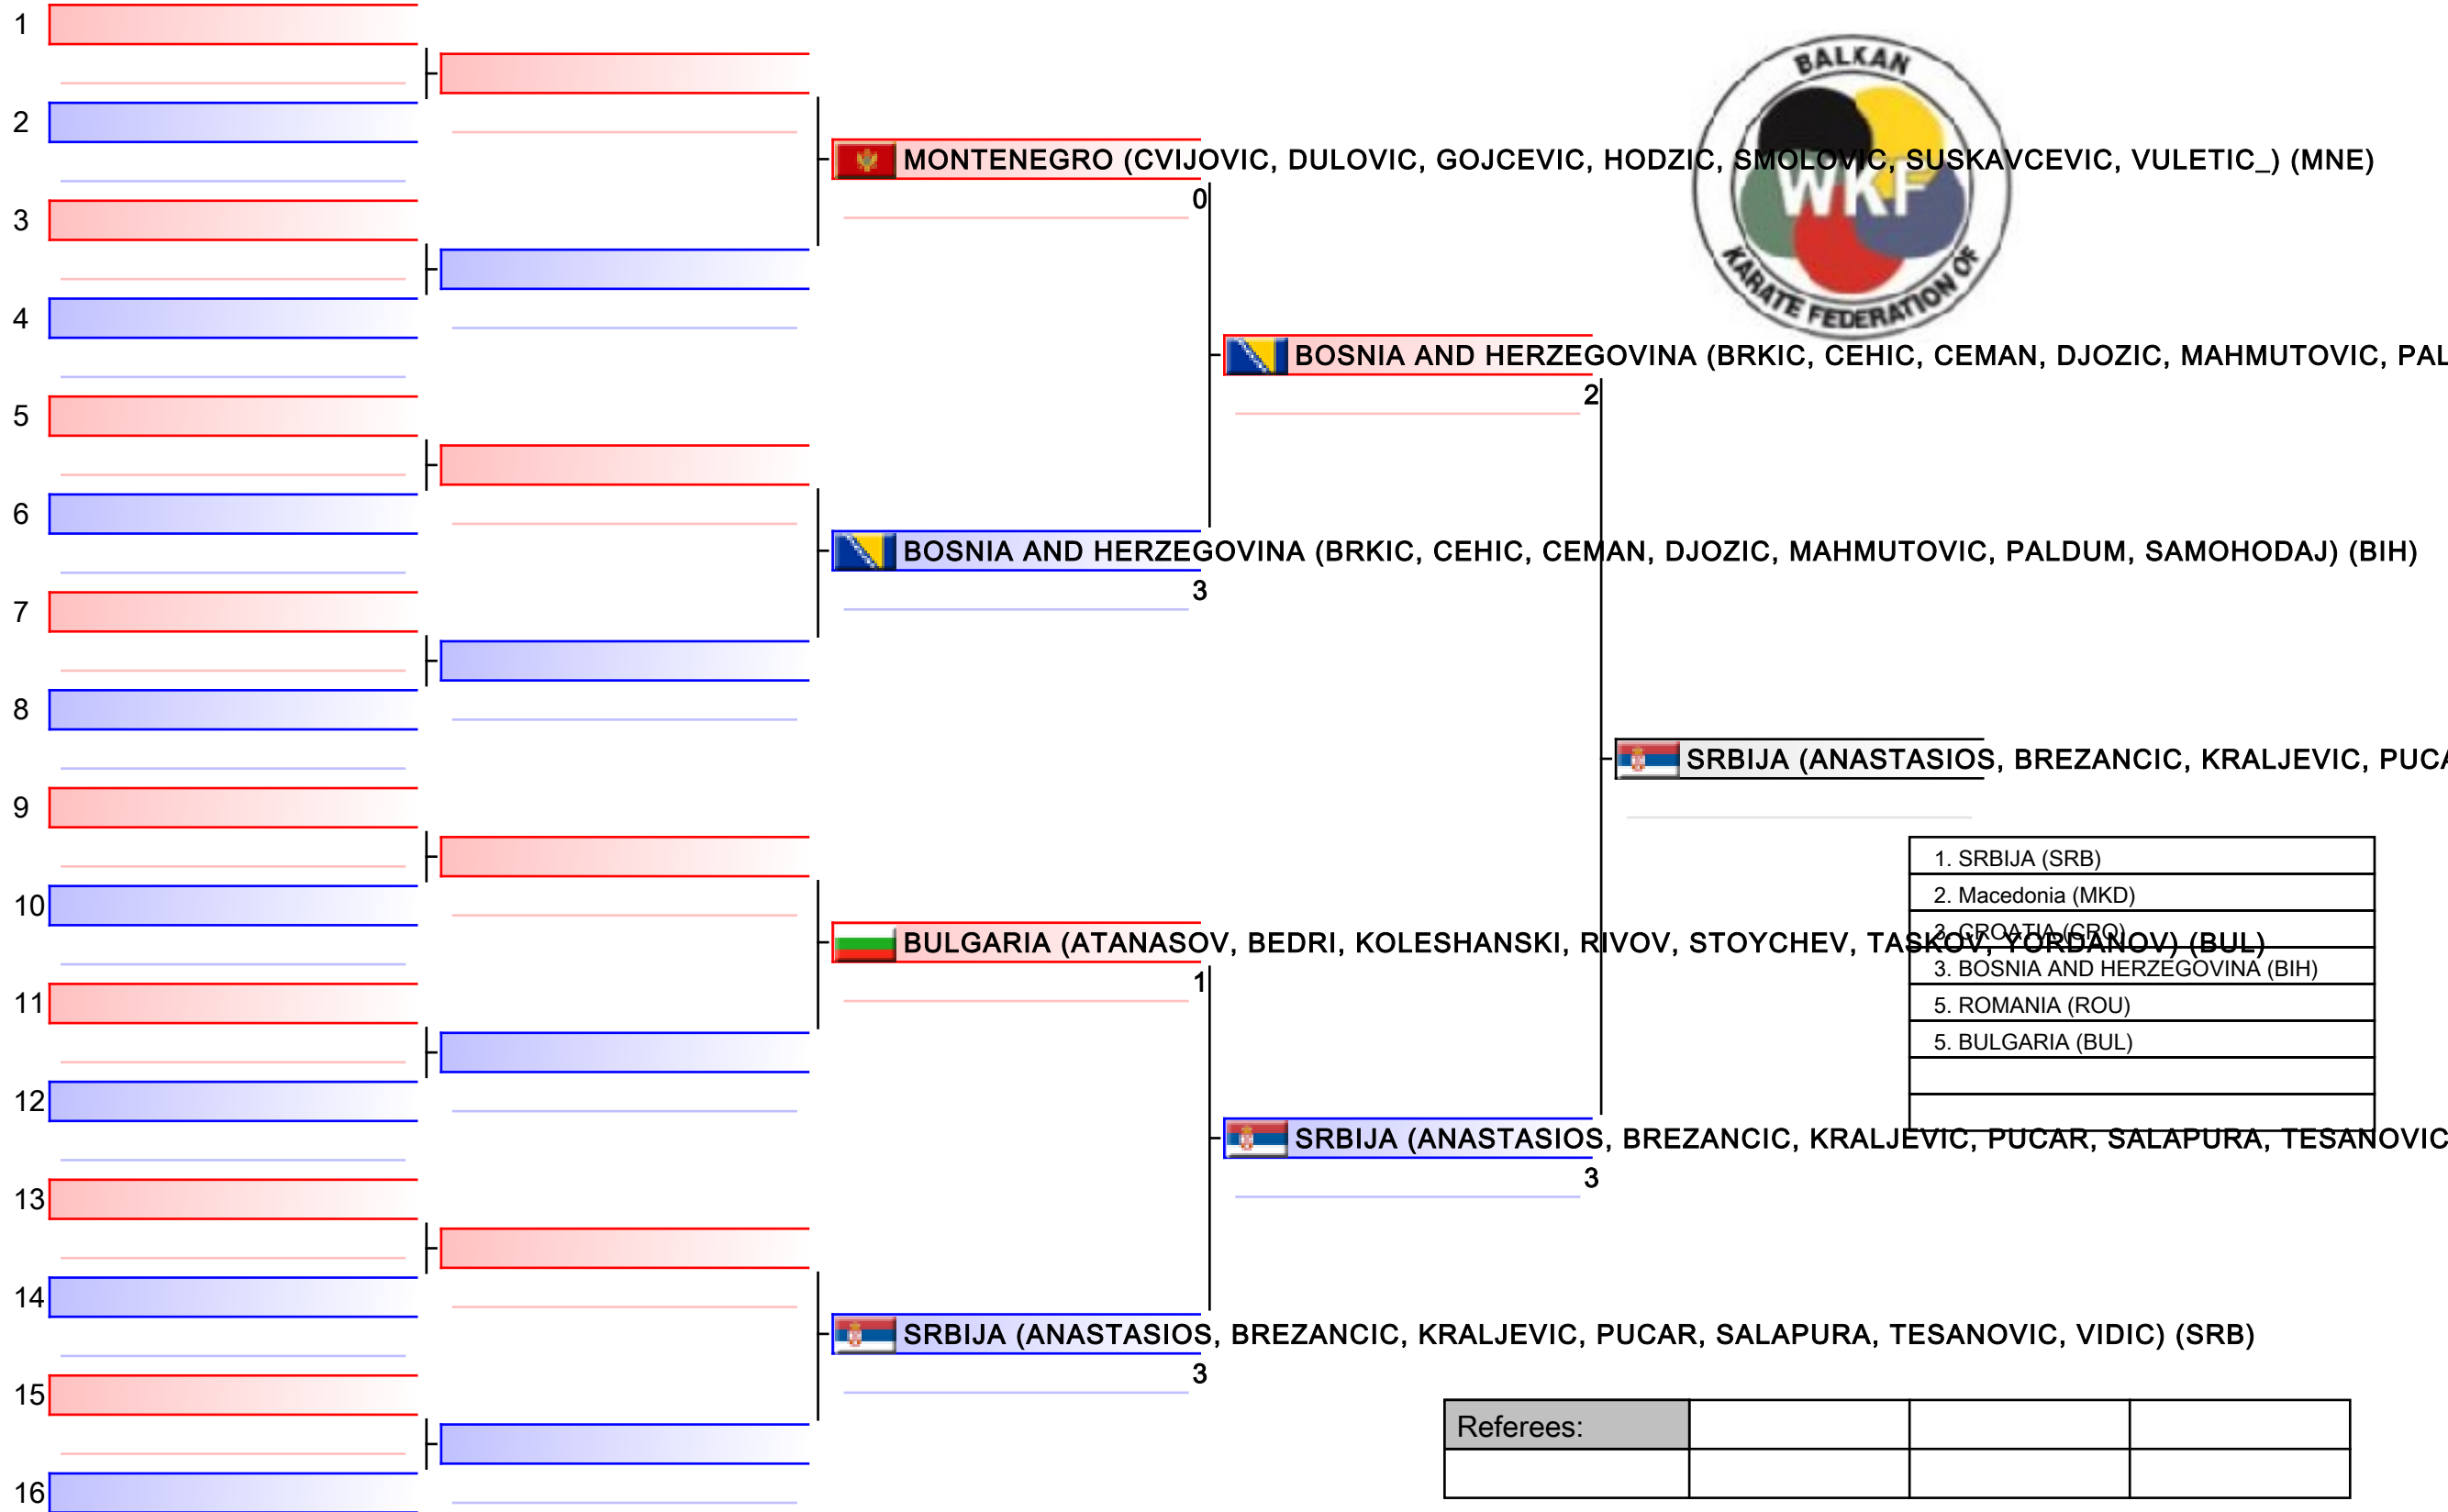 1
2
3
4
5
6
7
8
9
10
11
12
13
14
15
16
BALKAN
WKF
KARATE FEDERATION OF
MONTENEGRO (CVIJOVIC, DULOVIC, GOJCEVIC, HODZIC, SMOLOVIC, SUSKAVCEVIC, VULETIC_) (MNE)
0
BOSNIA AND HERZEGOVINA (BRKIC, CEHIC, CEMAN, DJOZIC, MAHMUTOVIC, PAL
2
BOSNIA AND HERZEGOVINA (BRKIC, CEHIC, CEMAN, DJOZIC, MAHMUTOVIC, PALDUM, SAMOHODAJ) (BIH)
3
SRBIJA (ANASTASIOS, BREZANCIC, KRALJEVIC, PUCA
1. SRBIJA (SRB)
2. Macedonia (MKD)
3. CROATIA (CRO)
3. BOSNIA AND HERZEGOVINA (BIH)
5. ROMANIA (ROU)
5. BULGARIA (BUL)
BULGARIA (ATANASOV, BEDRI, KOLESHANSKI, RIVOV, STOYCHEV, TASKOV, YORDANOV) (BUL)
1
SRBIJA (ANASTASIOS, BREZANCIC, KRALJEVIC, PUCAR, SALAPURA, TESANOVIC
3
SRBIJA (ANASTASIOS, BREZANCIC, KRALJEVIC, PUCAR, SALAPURA, TESANOVIC, VIDIC) (SRB)
3
Referees: